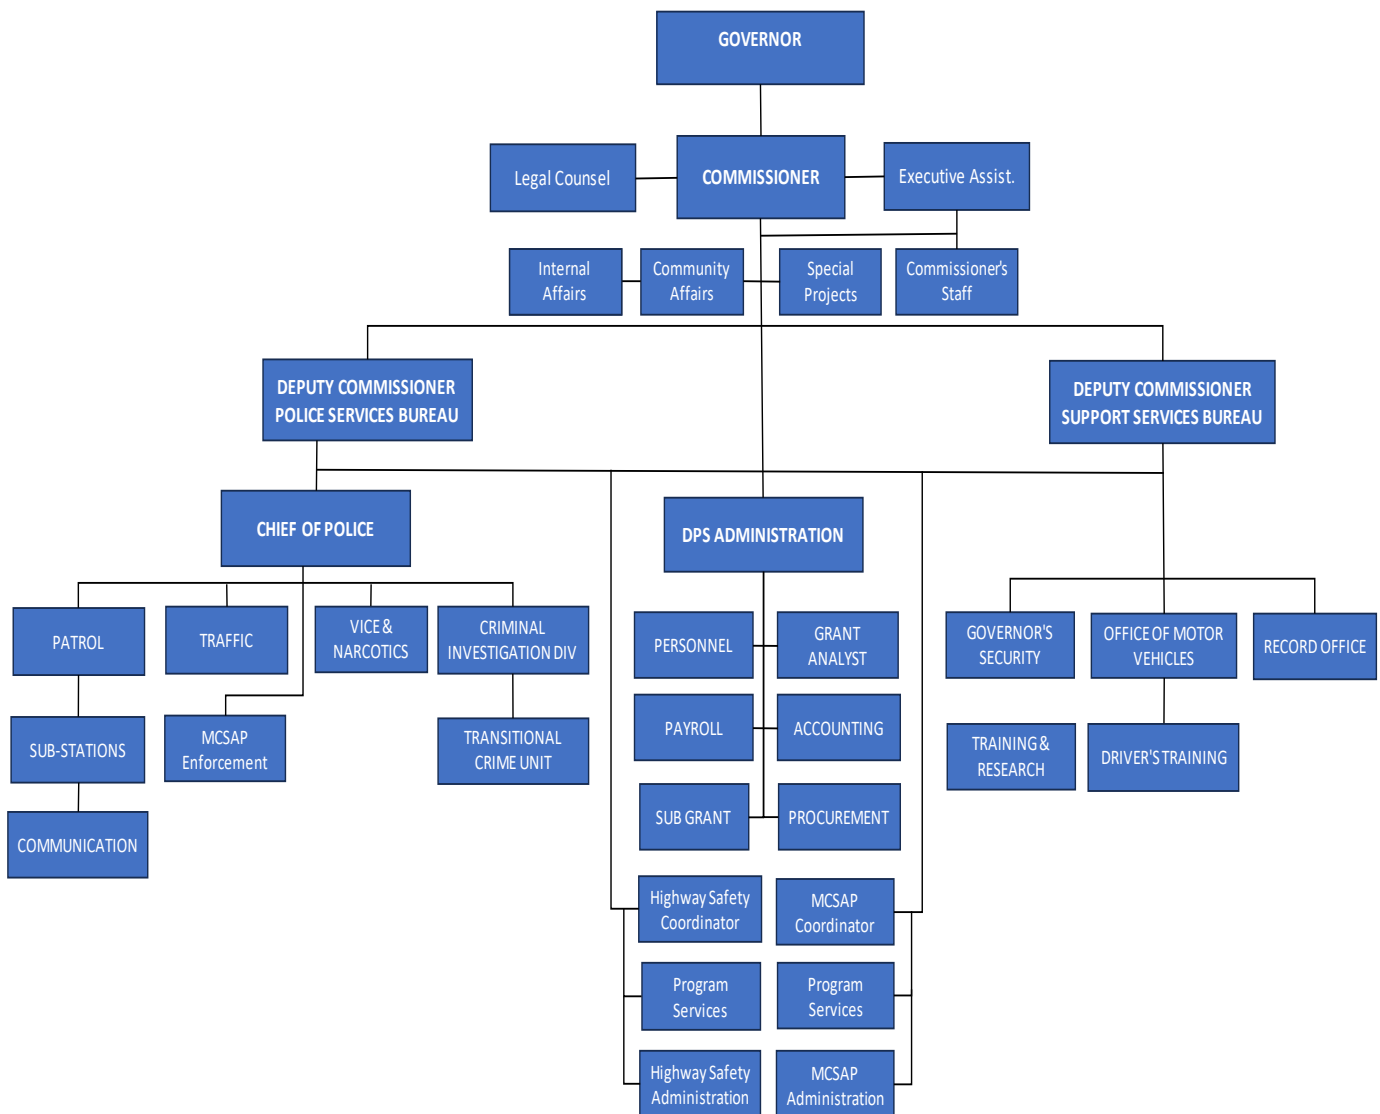 GOVERNOR
Legal Counsel
COMMISSIONER
Executive Assist.
Internal
Affairs
Community
Affairs
Special
Projects
Commissioner's
Staff
DEPUTY COMMISSIONER
POLICE SERVICES BUREAU
DEPUTY COMMISSIONER
SUPPORT SERVICES BUREAU
CHIEF OF POLICE
DPS ADMINISTRATION
PATROL
TRAFFIC
VICE &
NARCOTICS
CRIMINAL
INVESTIGATION DIV
PERSONNEL
GRANT
ANALYST
GOVERNOR'S
SECURITY
OFFICE OF MOTOR
VEHICLES
RECORD OFFICE
SUB-STATIONS
MCSAP
Enforcement
TRANSITIONAL
CRIME UNIT
PAYROLL
ACCOUNTING
TRAINING &
RESEARCH
DRIVER'S TRAINING
COMMUNICATION
SUB GRANT
PROCUREMENT
Highway Safety
Coordinator
MCSAP
Coordinator
Program
Services
Program
Services
Highway Safety
Administration
MCSAP
Administration